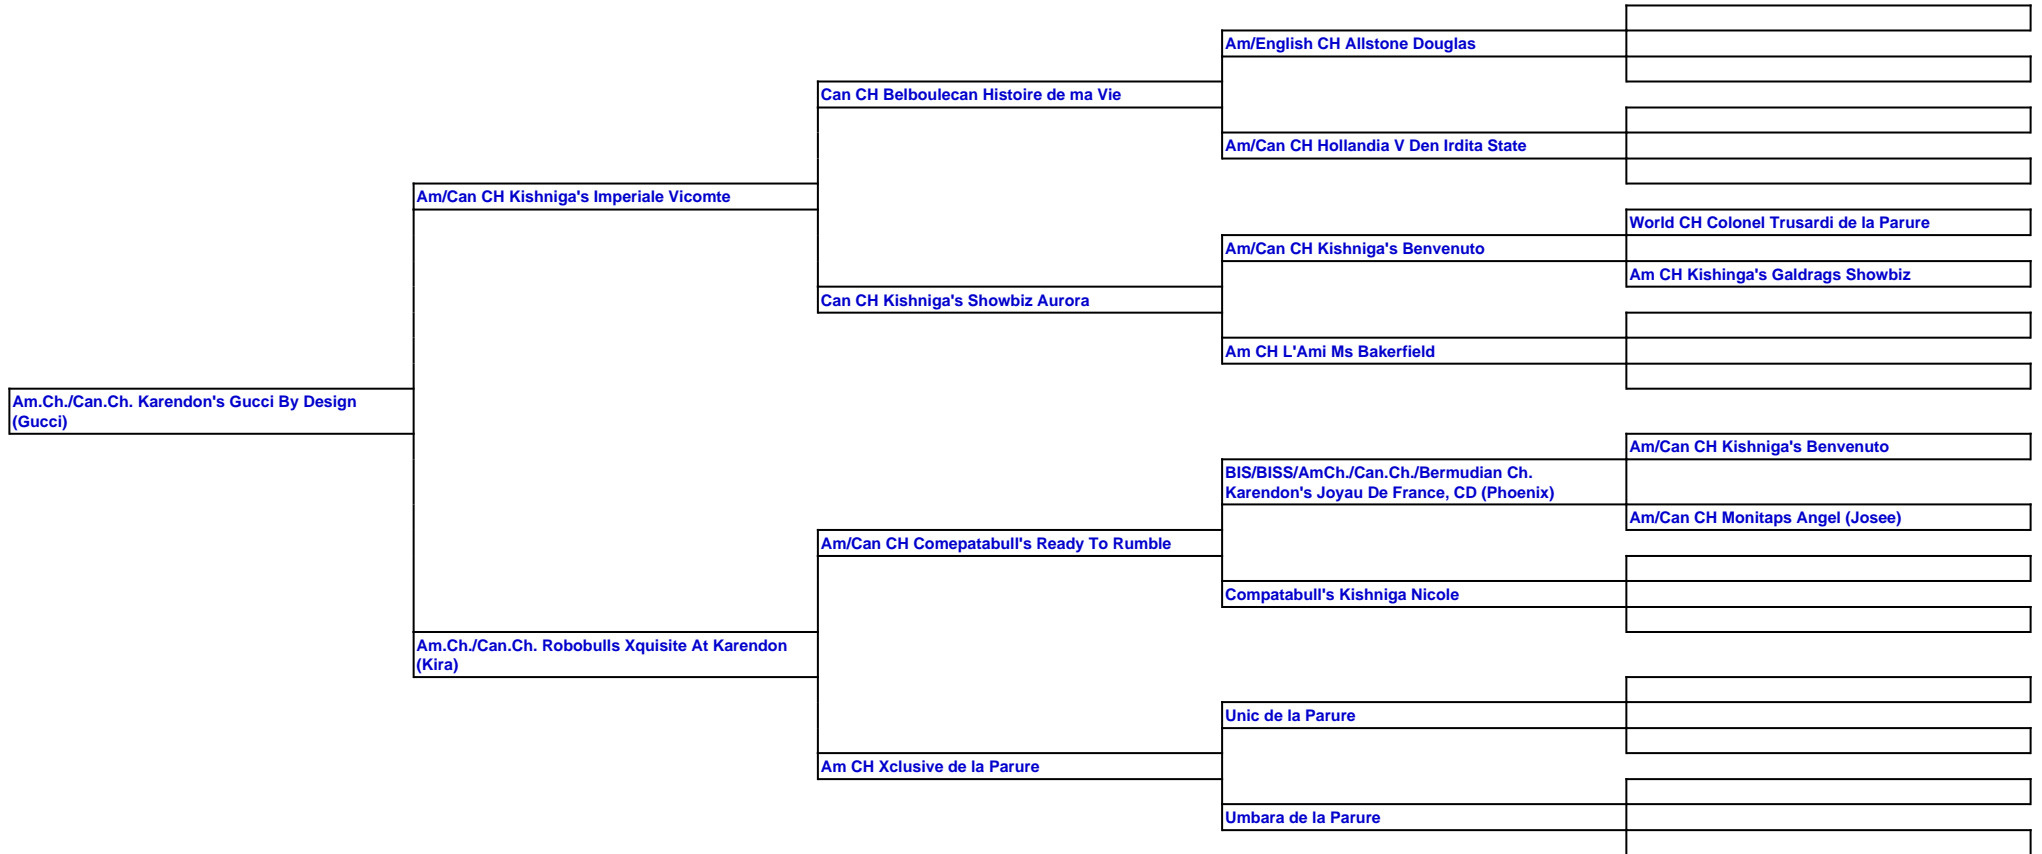 Am/English CH Allstone Douglas
Can CH Belboulecan Histoire de ma Vie
Am/Can CH Hollandia V Den Irdita State
Am/Can CH Kishniga's Imperiale Vicomte
World CH Colonel Trusardi de la Parure
Am/Can CH Kishniga's Benvenuto
Am CH Kishinga's Galdrags Showbiz
Can CH Kishniga's Showbiz Aurora
Am CH L'Ami Ms Bakerfield
Am.Ch./Can.Ch. Karendon's Gucci By Design
(Gucci)
Am/Can CH Kishniga's Benvenuto
BIS/BISS/AmCh./Can.Ch./Bermudian Ch.
Karendon's Joyau De France, CD (Phoenix)
Am/Can CH Monitaps Angel (Josee)
Am/Can CH Comepatabull's Ready To Rumble
Compatabull's Kishniga Nicole
Am.Ch./Can.Ch. Robobulls Xquisite At Karendon
(Kira)
Unic de la Parure
Am CH Xclusive de la Parure
Umbara de la Parure